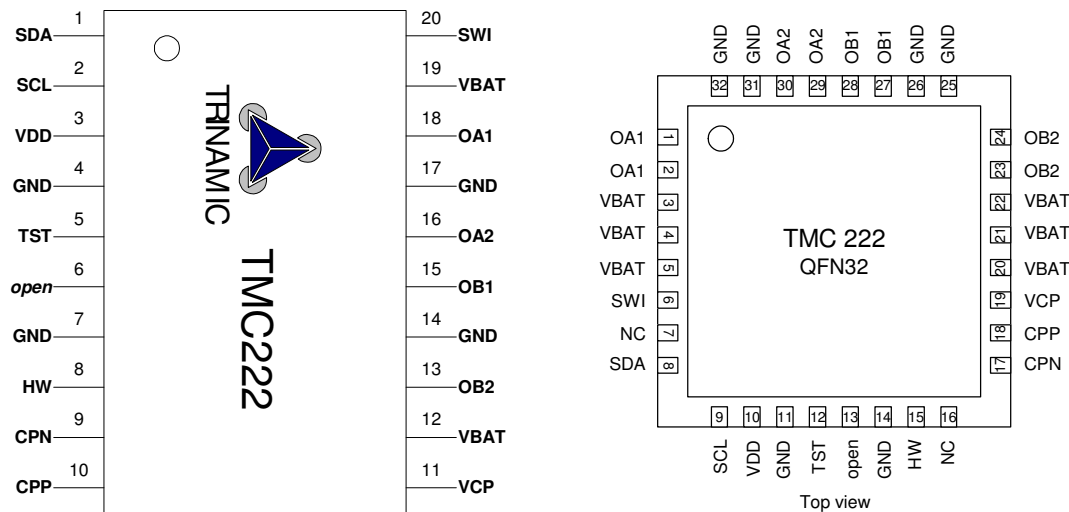 1 20
SDA SWI
2 19
SCL VBAT
3 18
VDD OA1
4 17
GND GND
5 16
TST OA2
6 15
open OB1
7 14
GND GND
8 13
HW OB2
9 12
CPN VBAT
10 11
CPP VCP
TRINAMIC
TMC222
GND GND OA2 OA2 OB1 OB1 GND GND
32 31 30 29 28 27 26 25
OA1 1 24 OB2
OA1 2 23 OB2
VBAT 3 22 VBAT
VBAT 4 21 VBAT
VBAT 5 20 VBAT
SWI 6 19 VCP
NC 7 18 CPP
SDA 8 17 CPN
TMC 222
QFN32
9 10 11 12 13 14 15 16
SCL VDD GND TST open GND HW NC
Top view